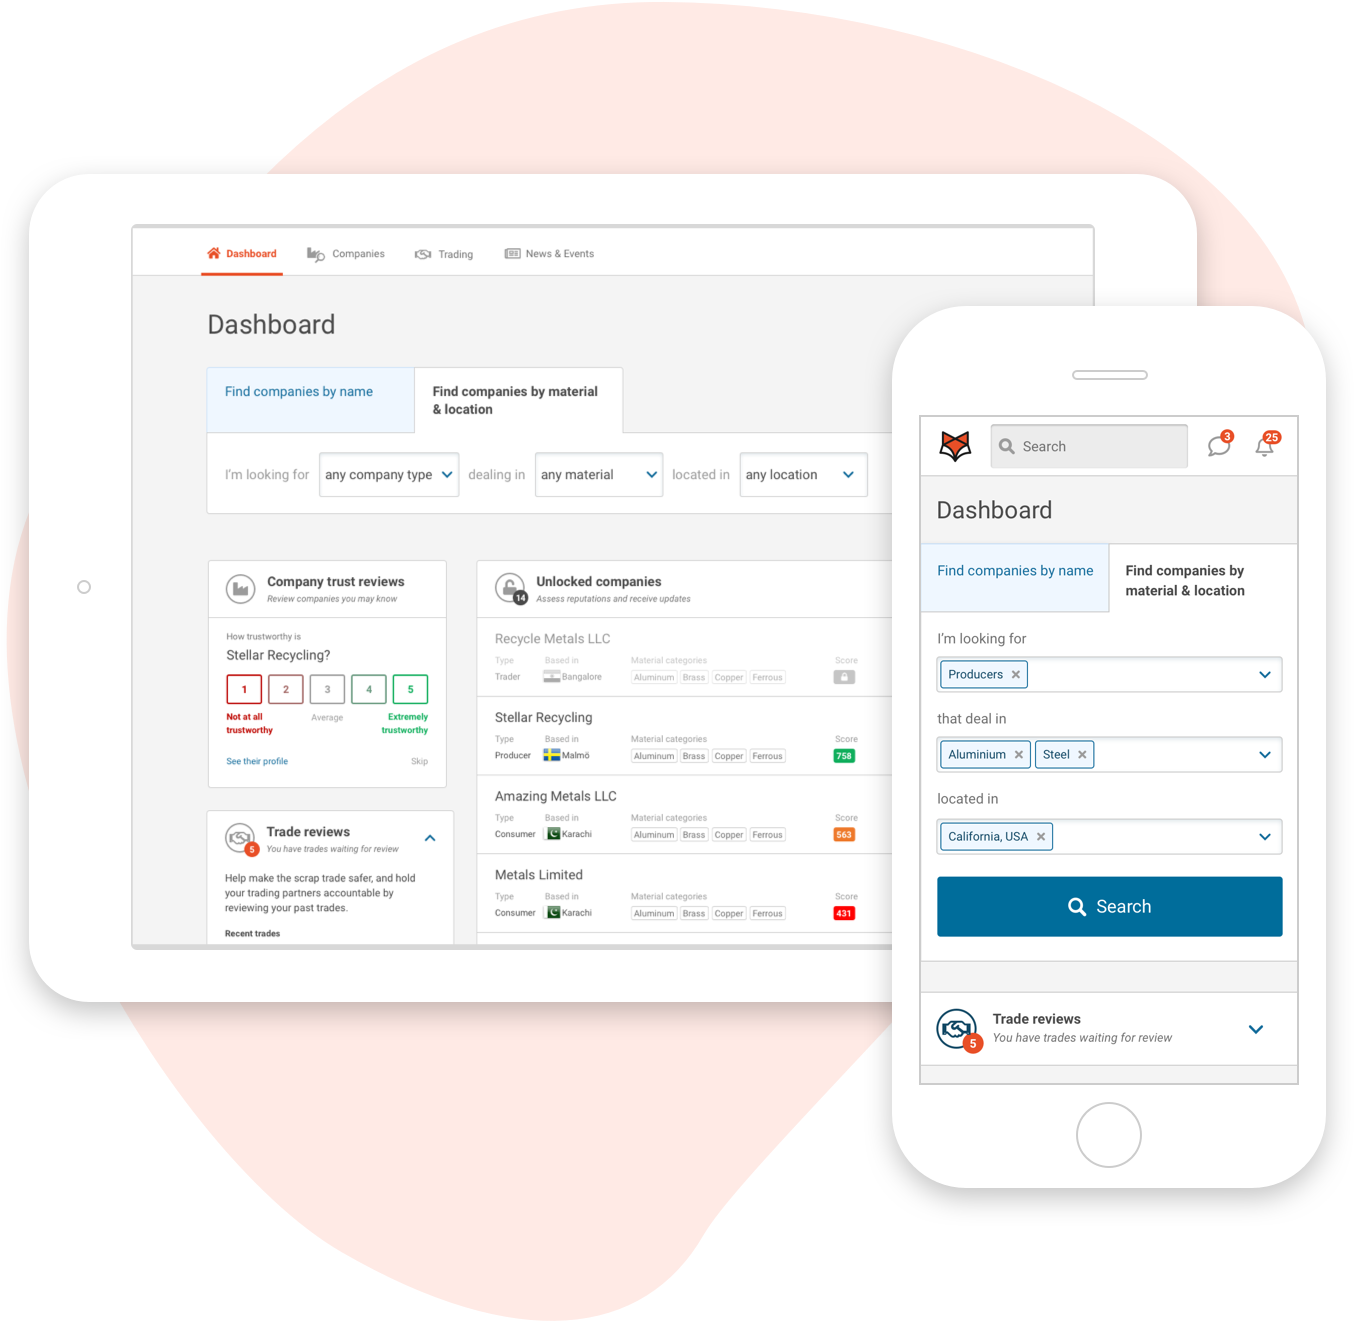 Dashboard Companies Trading News & Events
Dashboard
Find companies by name
Find companies by material
& location
I'm looking for any company type dealing in any material located in any location
Company trust reviews
Review companies you may know
How trustworthy is
Stellar Recycling?
1 2 3 4 5
Not at all Average Extremely
trustworthy trustworthy
See their profile Skip
Trade reviews
5
You have trades waiting for review
Help make the scrap trade safer, and hold
your trading partners accountable by
reviewing your past trades.
Recent trades
Unlocked companies
14
Assess reputations and receive updates
Recycle Metals LLC
Type Based in Material categories Score
Trader Bangalore Aluminum Brass Copper Ferrous
Stellar Recycling
Type Based in Material categories Score
Producer Malmö Aluminum Brass Copper Ferrous 758
Amazing Metals LLC
Type Based in Material categories Score
Consumer Karachi Aluminum Brass Copper Ferrous 563
Metals Limited
Type Based in Material categories Score
Consumer Karachi Aluminum Brass Copper Ferrous 431
Search 3 25
Dashboard
Find companies by name
Find companies by
material & location
I'm looking for
Producers ×
that deal in
Aluminium × Steel ×
located in
California, USA ×
Search
Trade reviews
5
You have trades waiting for review